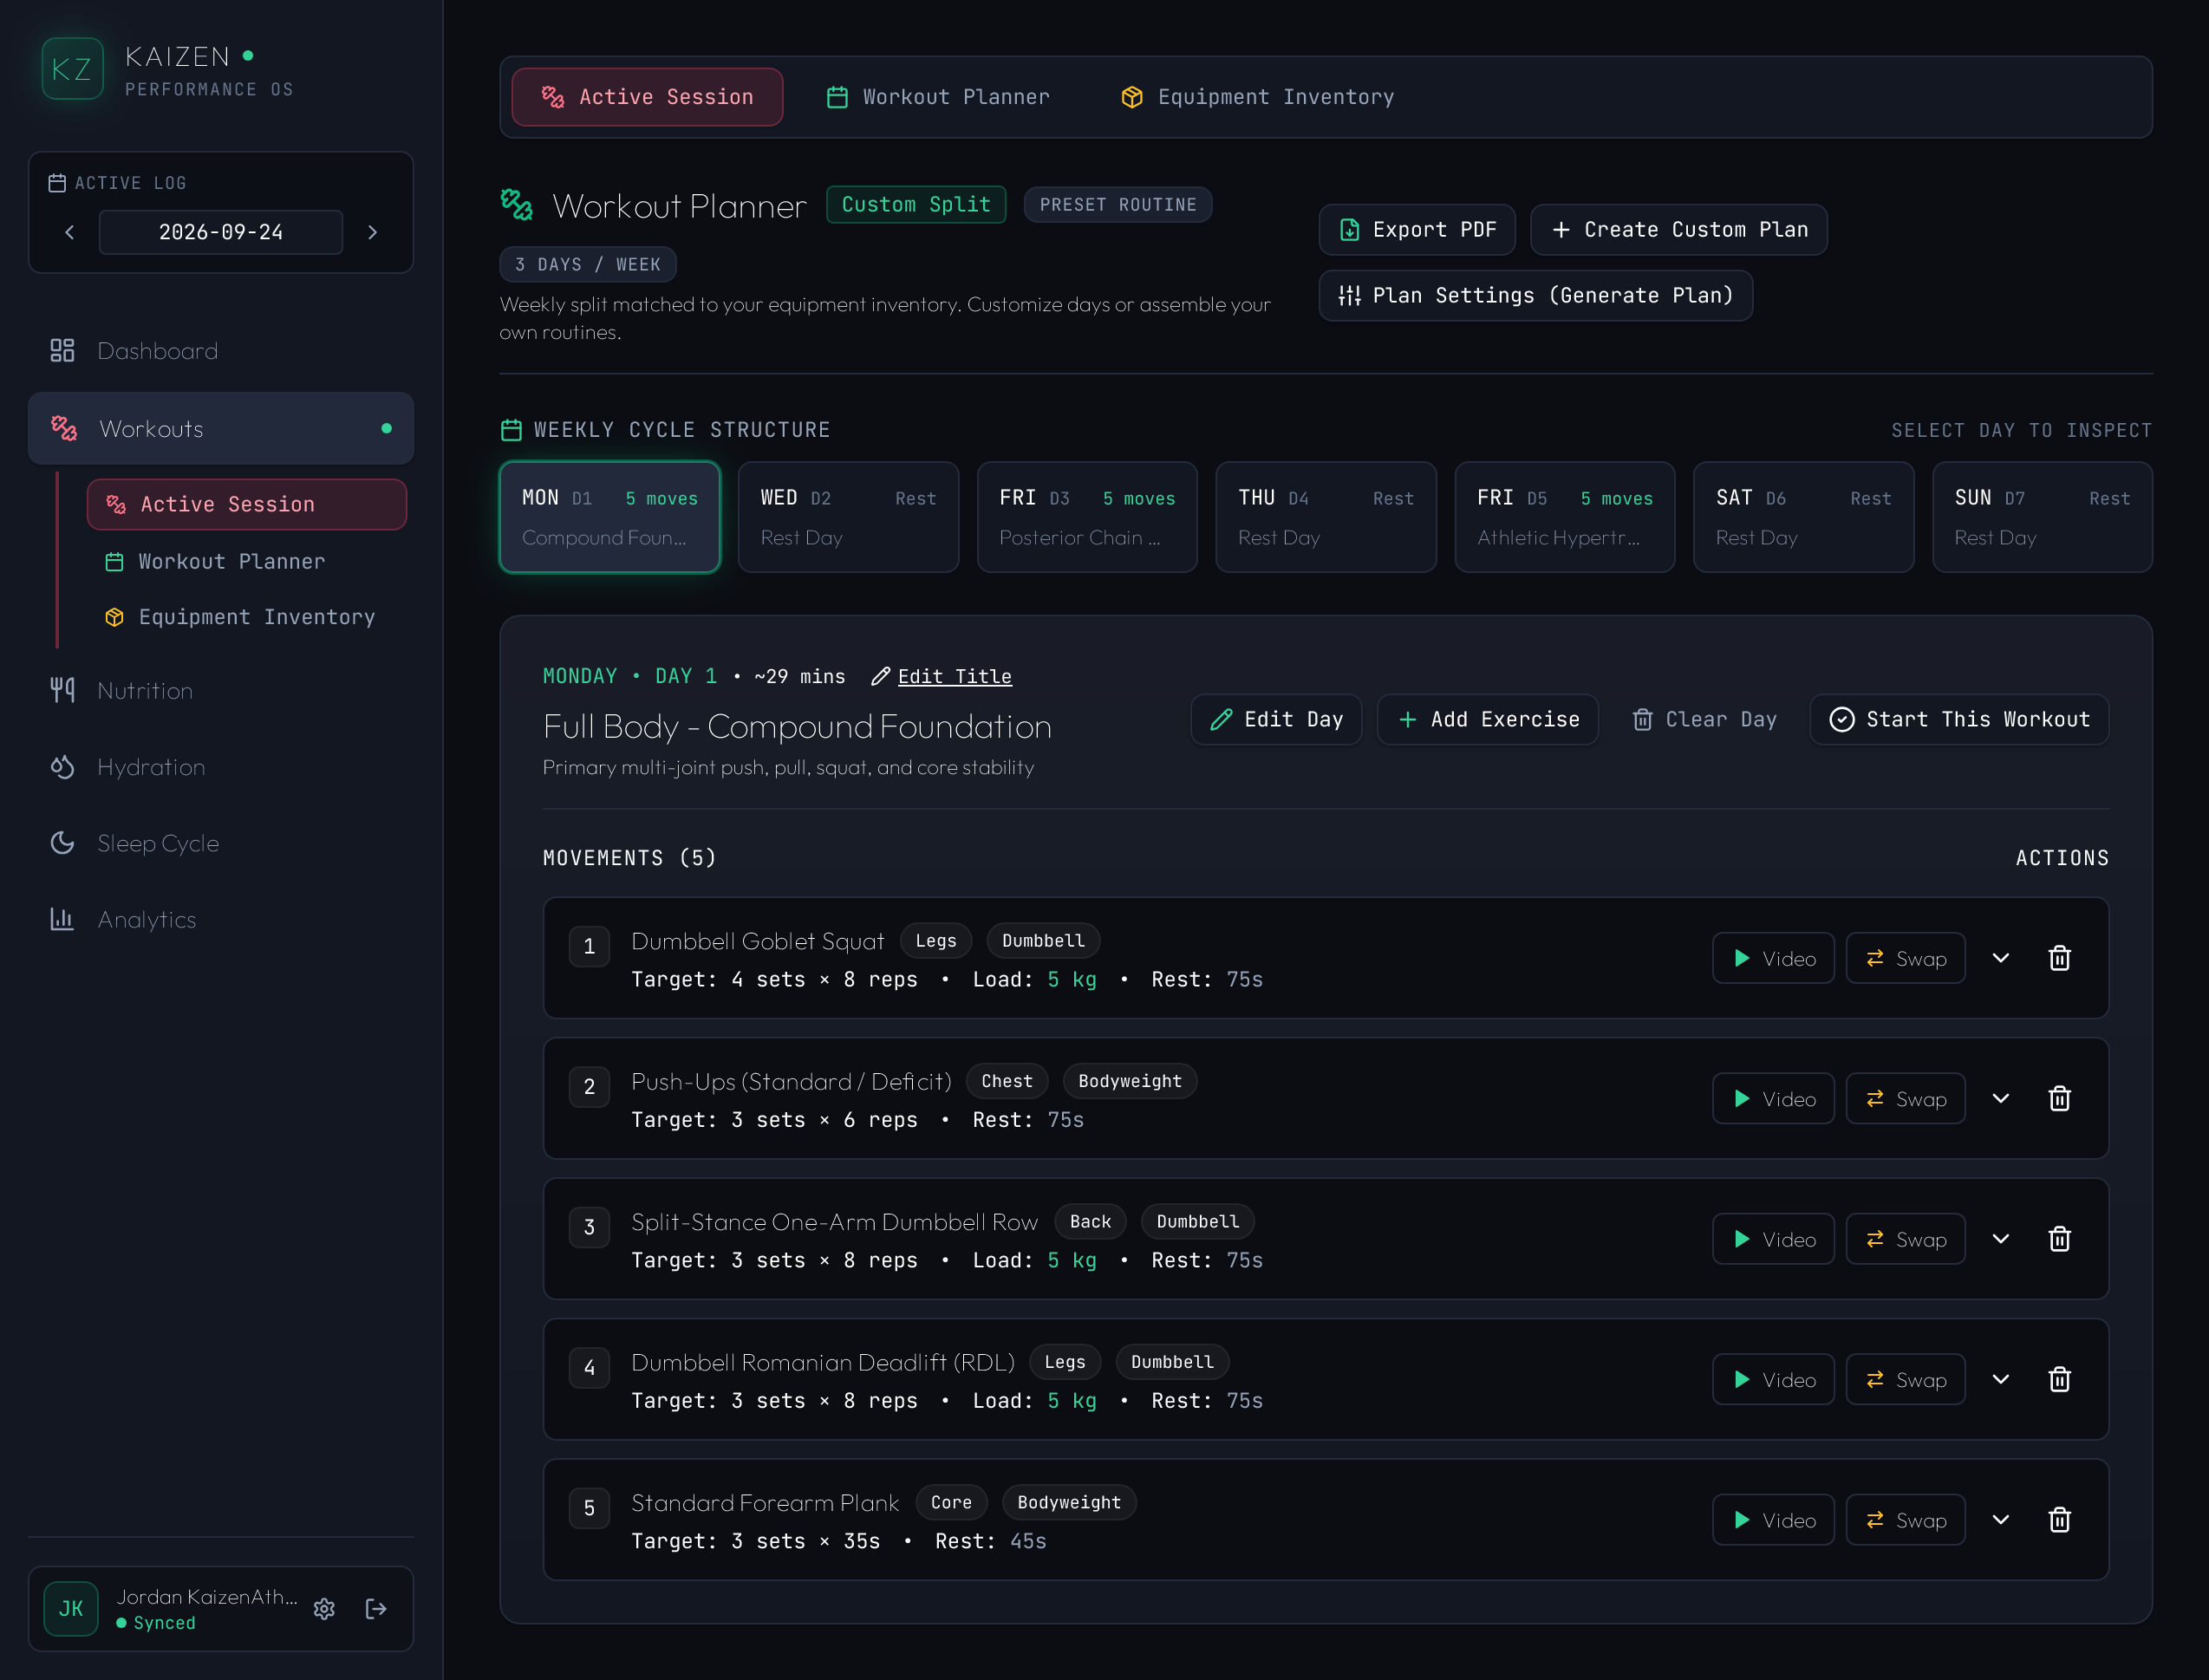 KZ
KAIZEN
PERFORMANCE OS
ACTIVE LOG
2026-09-24
Dashboard
Workouts
Active Session
Workout Planner
Equipment Inventory
Nutrition
Hydration
Sleep Cycle
Analytics
JK
Jordan KaizenAth...
Synced
Active Session Workout Planner Equipment Inventory
Workout Planner Custom Split PRESET ROUTINE
3 DAYS / WEEK
Weekly split matched to your equipment inventory. Customize days or assemble your
own routines.
Export PDF + Create Custom Plan
Plan Settings (Generate Plan)
WEEKLY CYCLE STRUCTURE SELECT DAY TO INSPECT
MON D1 5 moves
Compound Foun...
WED D2 Rest
Rest Day
FRI D3 5 moves
Posterior Chain ...
THU D4 Rest
Rest Day
FRI D5 5 moves
Athletic Hypertr...
SAT D6 Rest
Rest Day
SUN D7 Rest
Rest Day
MONDAY • DAY 1 • ~29 mins Edit Title
Full Body - Compound Foundation
Primary multi-joint push, pull, squat, and core stability
Edit Day + Add Exercise Clear Day Start This Workout
MOVEMENTS (5) ACTIONS
1 Dumbbell Goblet Squat Legs Dumbbell
Target: 4 sets × 8 reps • Load: 5 kg • Rest: 75s
Video Swap
2 Push-Ups (Standard / Deficit) Chest Bodyweight
Target: 3 sets × 6 reps • Rest: 75s
Video Swap
3 Split-Stance One-Arm Dumbbell Row Back Dumbbell
Target: 3 sets × 8 reps • Load: 5 kg • Rest: 75s
Video Swap
4 Dumbbell Romanian Deadlift (RDL) Legs Dumbbell
Target: 3 sets × 8 reps • Load: 5 kg • Rest: 75s
Video Swap
5 Standard Forearm Plank Core Bodyweight
Target: 3 sets × 35s • Rest: 45s
Video Swap